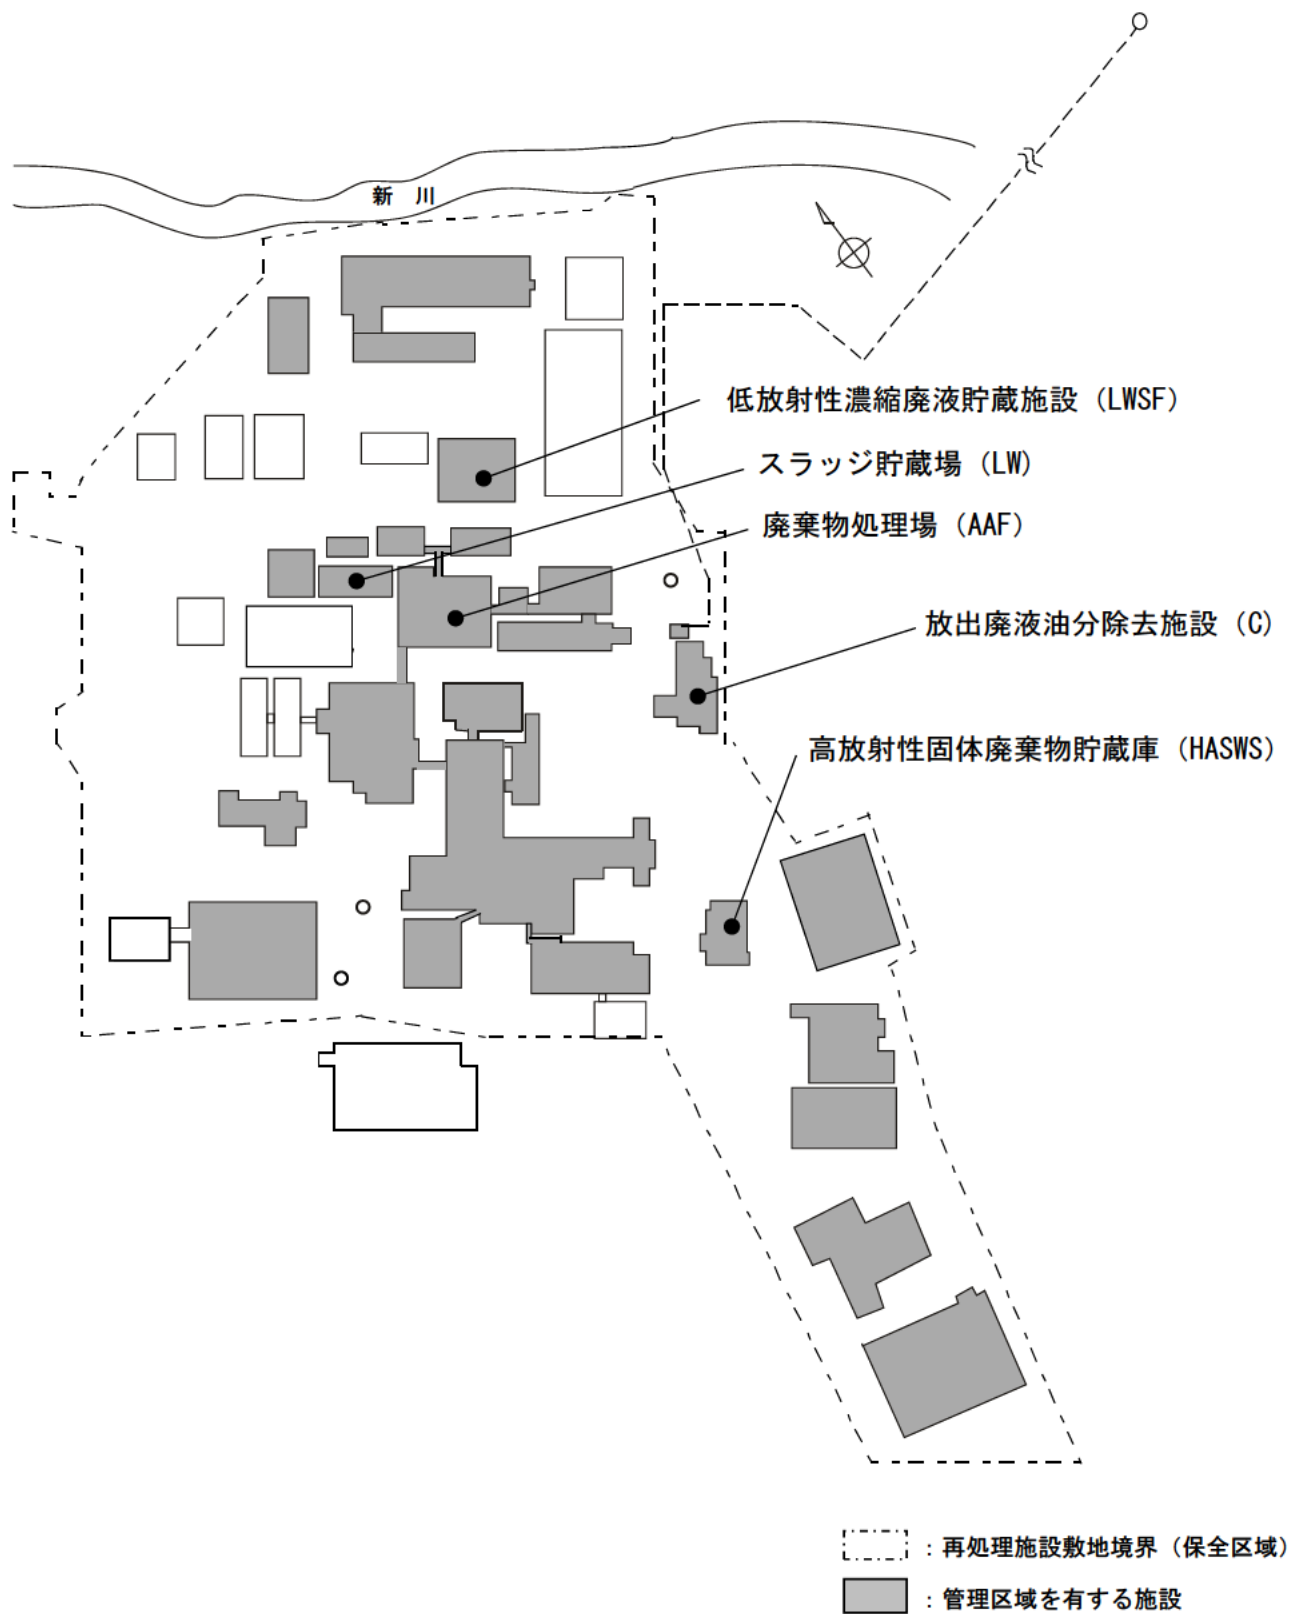 新 川
低放射性濃縮廃液貯蔵施設（LWSF）
スラッジ貯蔵場（LW）
廃棄物処理場（AAF）
放出廃液油分除去施設（C）
高放射性固体廃棄物貯蔵庫（HASWS）
：再処理施設敷地境界（保全区域）
：管理区域を有する施設